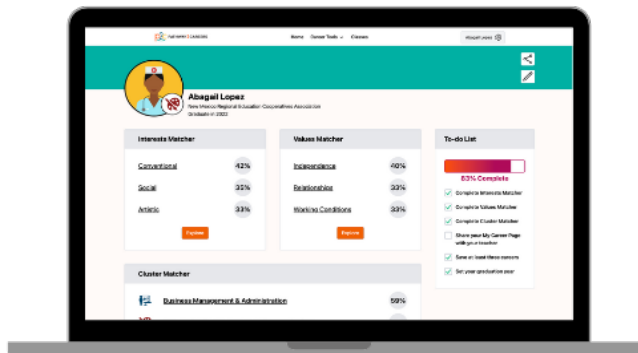 Home Career Tools Classes
Abagail Lopez
Abagail Lopez
New Mexico Regional Education Cooperatives Association
Graduate in 2022
Interests Matcher
Conventional 42%
Social 35%
Artistic 33%
Explore
Values Matcher
Independence 40%
Relationships 33%
Working Conditions 33%
Explore
To-do List
83% Complete
Complete Interests Matcher
Complete Values Matcher
Complete Cluster Matcher
Share your My Career Page
with your teacher
Save at least three careers
Set your graduation year
Cluster Matcher
Business Management & Administration 59%